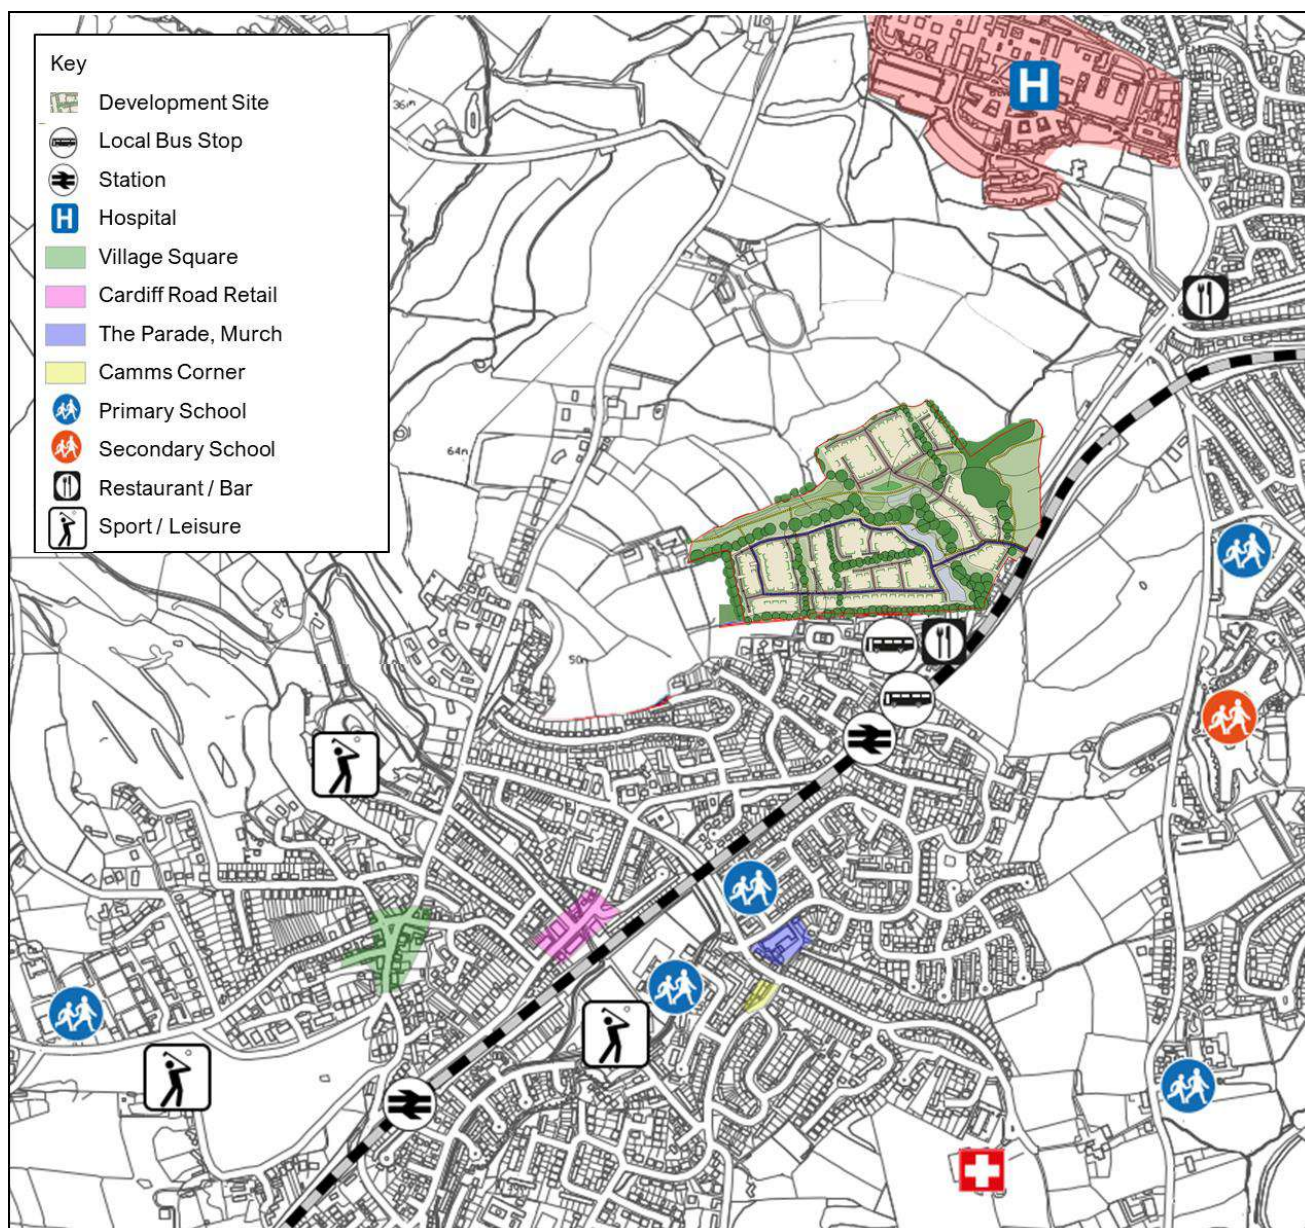 Key
Development Site
Local Bus Stop
Station
H Hospital
Village Square
Cardiff Road Retail
The Parade, Murch
Camms Corner
Primary School
Secondary School
Restaurant / Bar
Sport / Leisure
36m
H
64m
50m